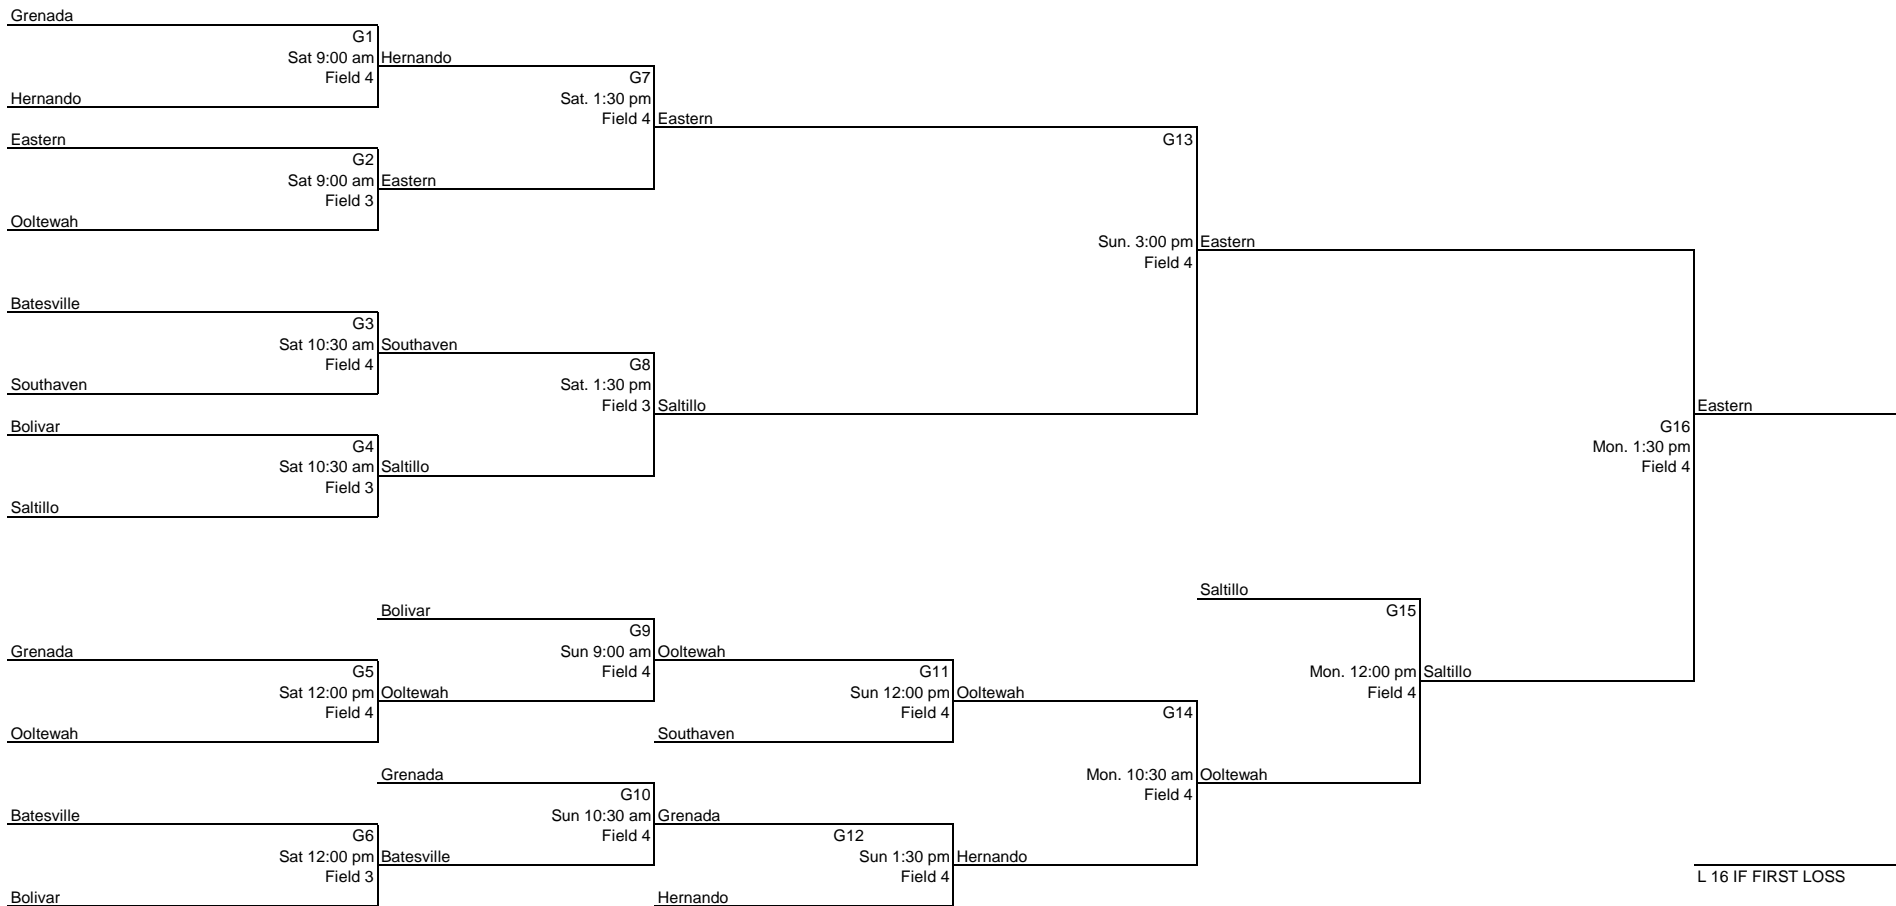 Grenada
G1
Sat 9:00 am
Hernando
Field 4
G7
Hernando
Sat. 1:30 pm
Field 4
Eastern
Eastern
G13
G2
Sat 9:00 am
Eastern
Field 3
Ooltewah
Sun. 3:00 pm
Eastern
Field 4
Batesville
G3
Sat 10:30 am
Southaven
Field 4
G8
Southaven
Sat. 1:30 pm
Field 3
Saltillo
Eastern
Bolivar
G16
G4
Mon. 1:30 pm
Sat 10:30 am
Saltillo
Field 4
Field 3
Saltillo
Saltillo
Bolivar
G15
G9
Grenada
Sun 9:00 am
Ooltewah
G5
Field 4
G11
Mon. 12:00 pm
Saltillo
Sat 12:00 pm
Ooltewah
Sun 12:00 pm
Ooltewah
Field 4
Field 4
Field 4
G14
Ooltewah
Southaven
Grenada
Mon. 10:30 am
Ooltewah
G10
Field 4
Batesville
Sun 10:30 am
Grenada
G6
Field 4
G12
Sat 12:00 pm
Batesville
Sun 1:30 pm
Hernando
Field 3
Field 4
L 16 IF FIRST LOSS
Bolivar
Hernando